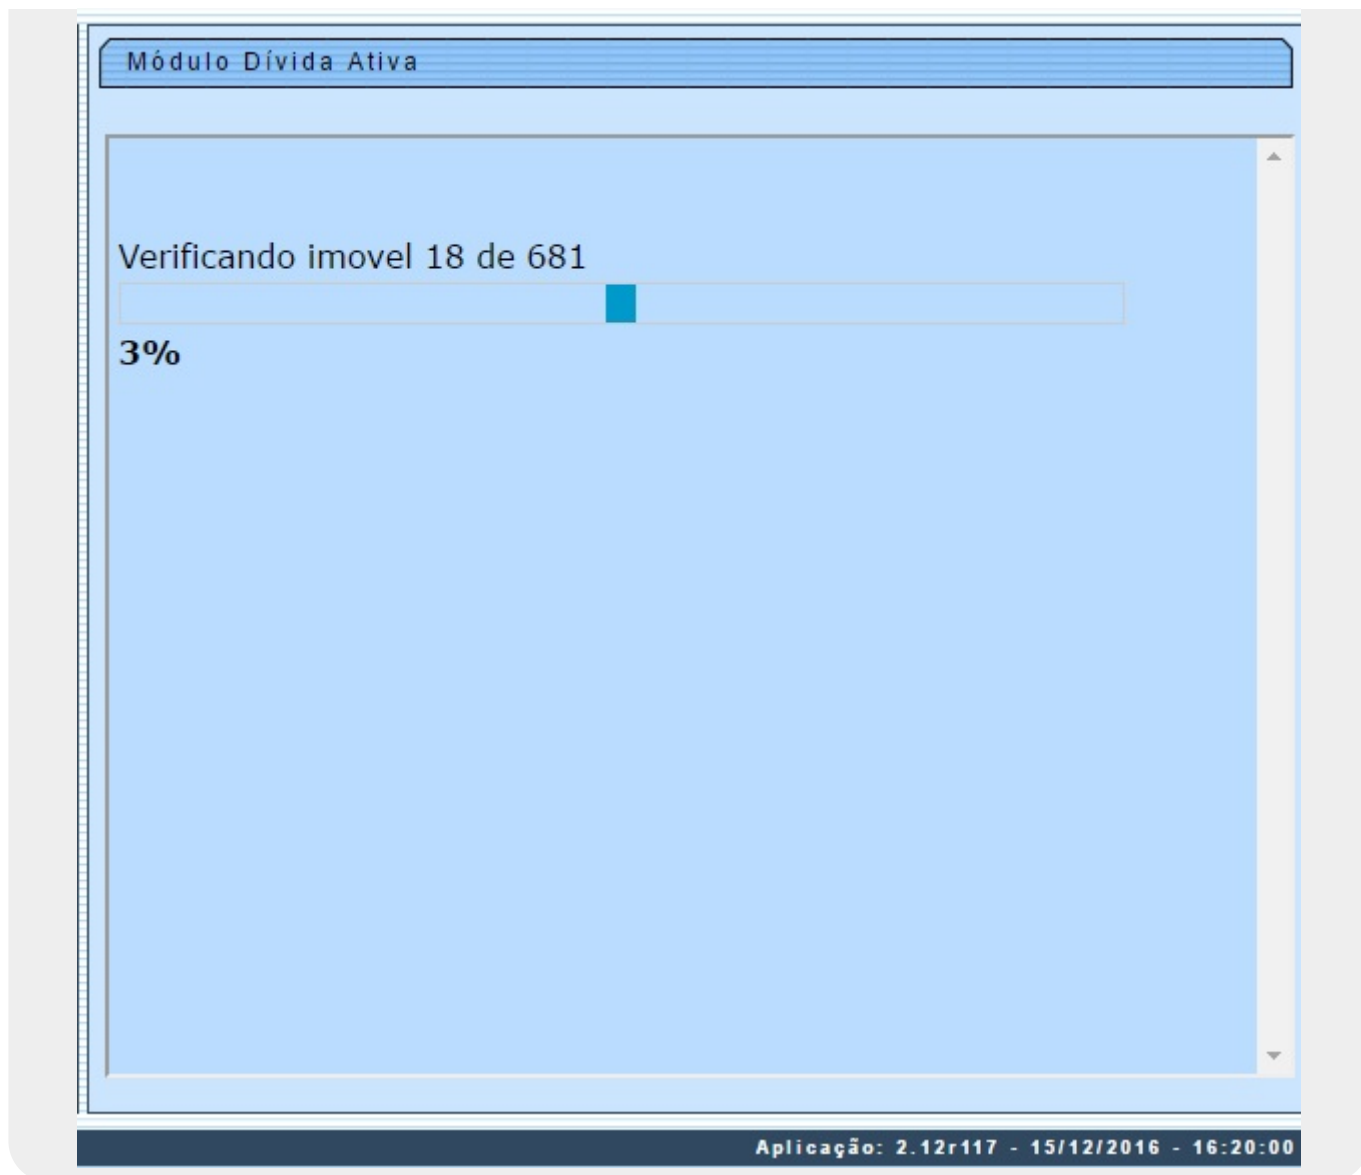 Módulo Dívida Ativa
Verificando imovel 18 de 681
3%
Aplicação: 2.12r117 - 15/12/2016 - 16:20:00